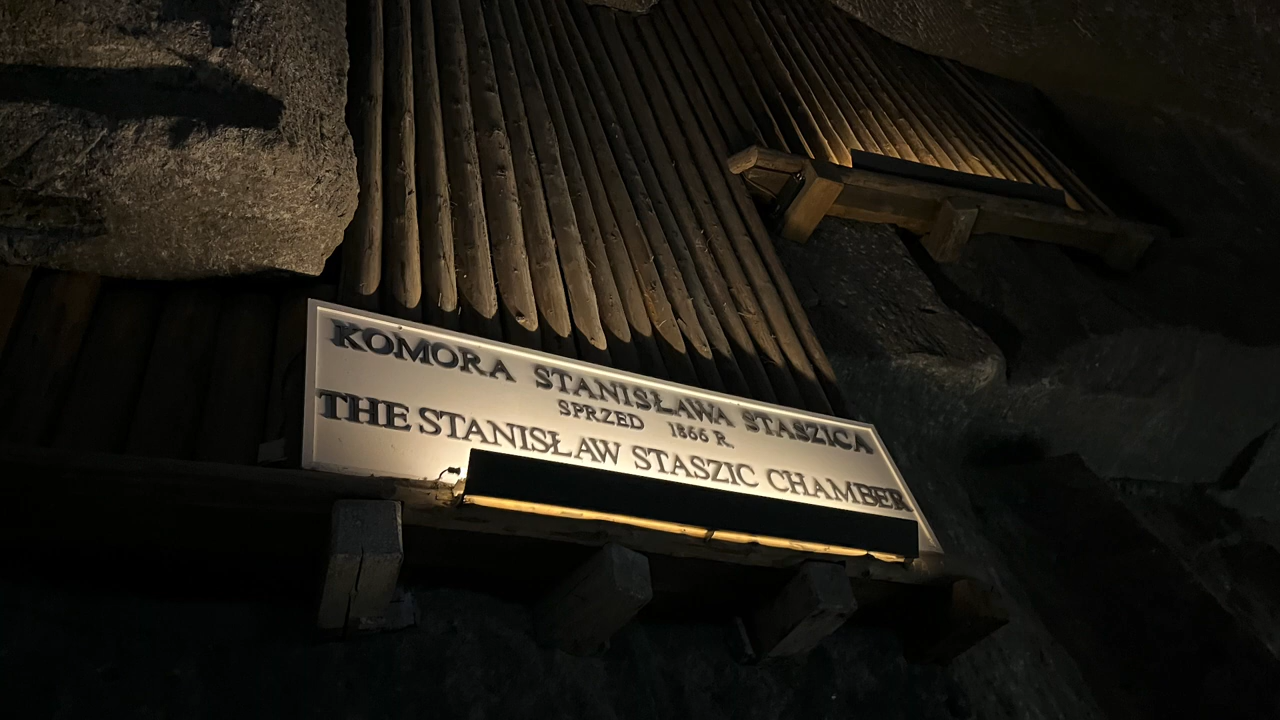 KOMORA STANISŁAWA STASZICA
SPRZED 1866 R.
THE STANISŁAW STASZIC CHAMBER